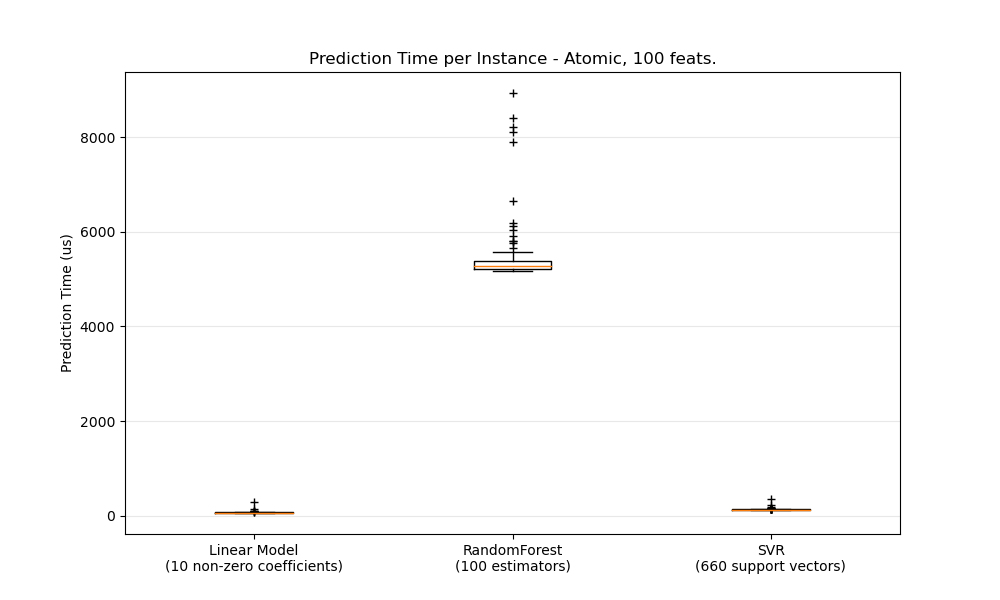 Prediction Time per Instance - Atomic, 100 feats.
Prediction Time (us)
8000
6000
4000
2000
0
Linear Model
(10 non-zero coefficients)
RandomForest
(100 estimators)
SVR
(660 support vectors)